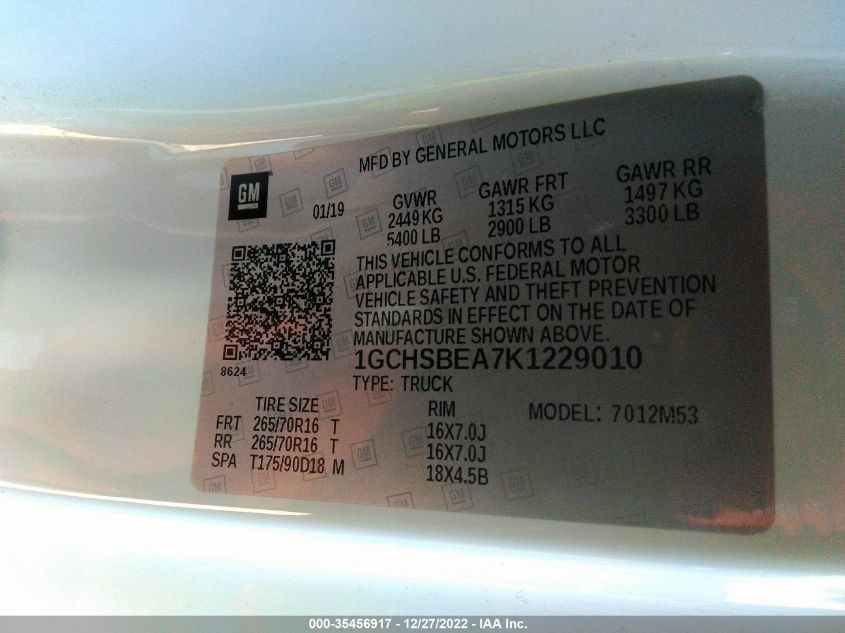 MFD BY GENERAL MOTORS LLC
GM
01/19
GVWR GAWR FRT GAWR RR
2449 KG 1315 KG 1497 KG
5400 LB 2900 LB 3300 LB
THIS VEHICLE CONFORMS TO ALL
APPLICABLE U.S. FEDERAL MOTOR
VEHICLE SAFETY AND THEFT PREVENTION
STANDARDS IN EFFECT ON THE DATE OF
MANUFACTURE SHOWN ABOVE.
8624
1GCHSBEA7K1229010
TYPE: TRUCK
TIRE SIZE RIM MODEL: 7012M53
FRT 265/70R16 T 16X7.0J
RR 265/70R16 T 16X7.0J
SPA T175/90D18 M 18X4.5B
000-35456917 - 12/27/2022 - IAA Inc.